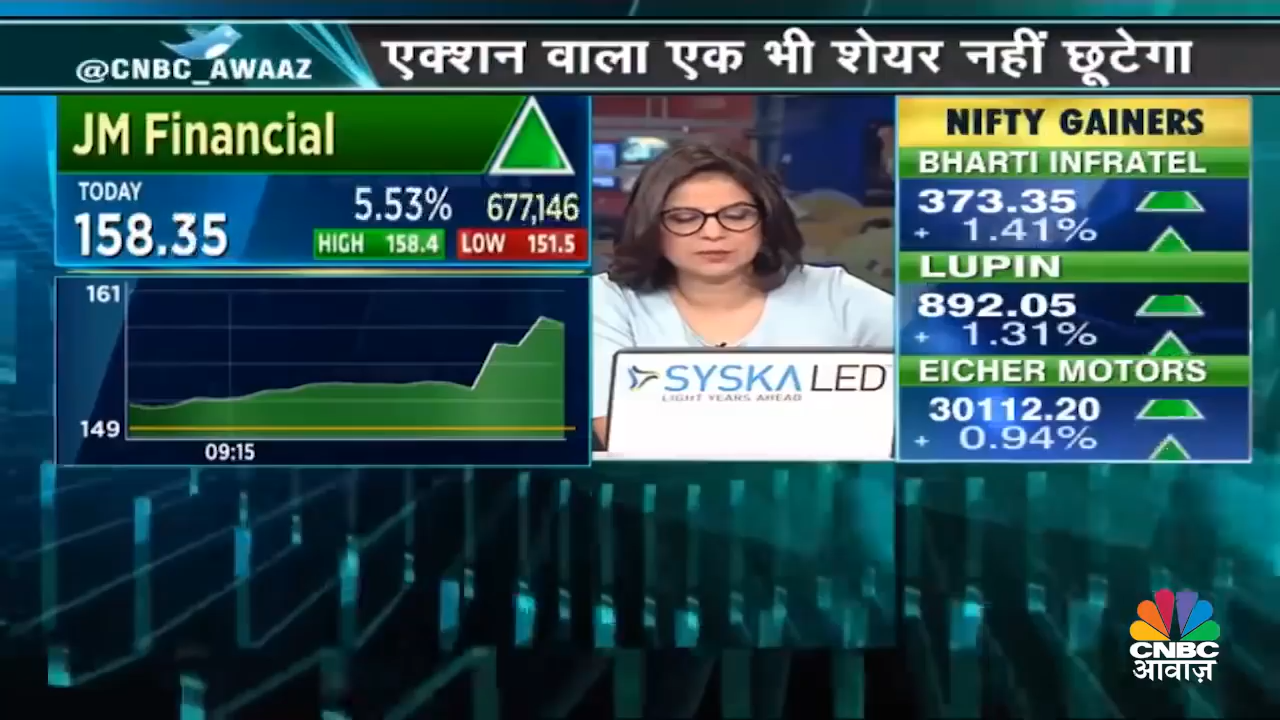 @CNBC_AWAAZ
एक्शन वाला एक भी शेयर नहीं छूटेगा
JM Financial
TODAY
158.35
5.53% 677,146
HIGH 158.4 LOW 151.5
161
149
09:15
SYSKA LED
LIGHT YEARS AHEAD
NIFTY GAINERS
BHARTI INFRATEL
373.35
+ 1.41%
LUPIN
892.05
+ 1.31%
EICHER MOTORS
30112.20
+ 0.94%
CNBC
आवाज़